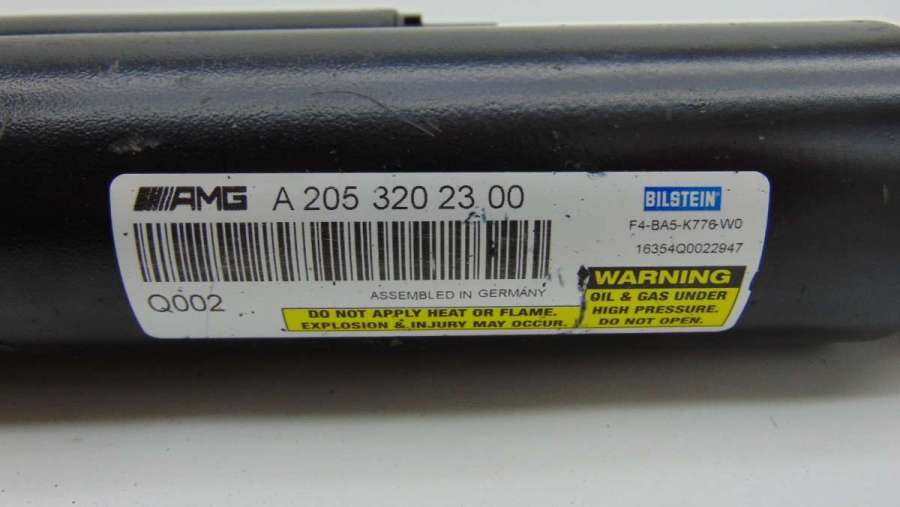 AMG A 205 320 23 00
BILSTEIN®
F4-BA5-K776-W0
16354Q0022947
Q002
ASSEMBLED IN GERMANY
DO NOT APPLY HEAT OR FLAME.
EXPLOSION & INJURY MAY OCCUR.
WARNING
OIL & GAS UNDER
HIGH PRESSURE.
DO NOT OPEN.